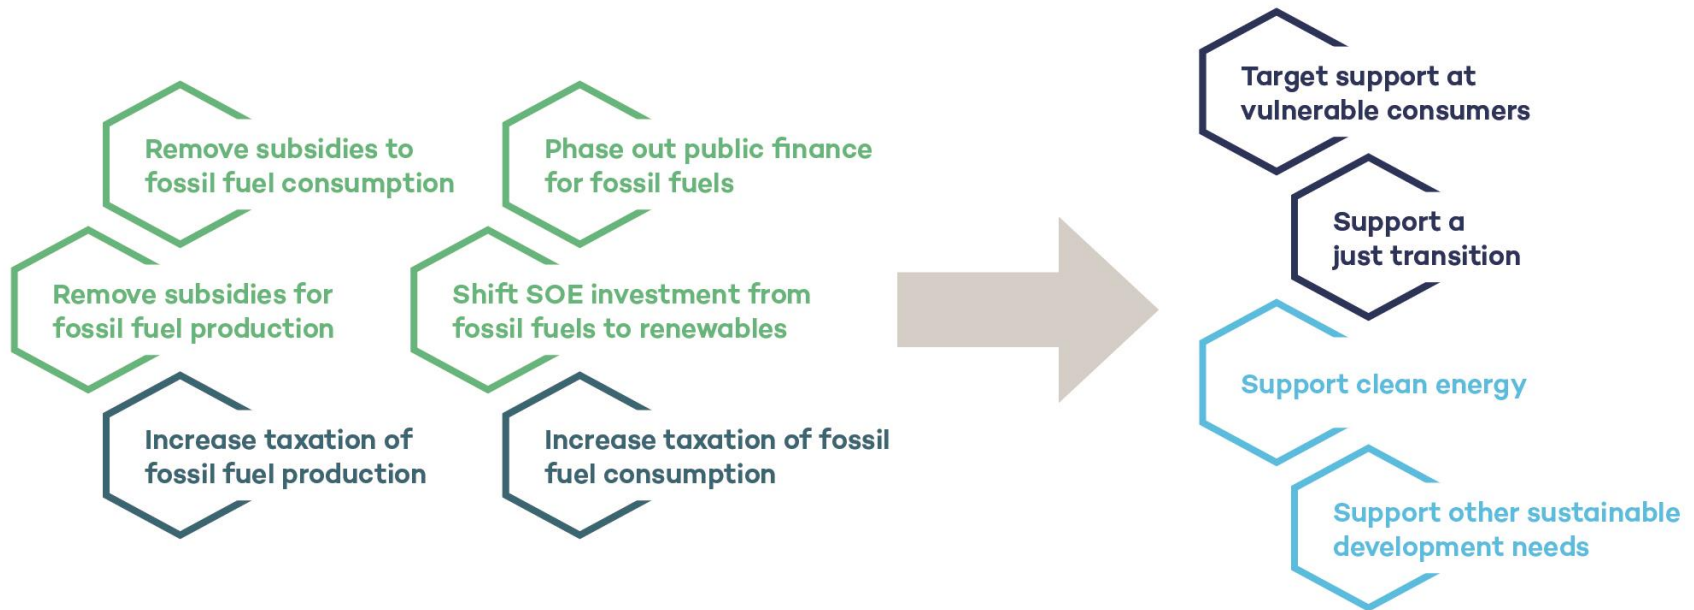 Remove subsidies to
fossil fuel consumption
Remove subsidies for
fossil fuel production
Increase taxation of
fossil fuel production
Phase out public finance
for fossil fuels
Shift SOE investment from
fossil fuels to renewables
Increase taxation of fossil
fuel consumption
Target support at
vulnerable consumers
Support a
just transition
Support clean energy
Support other sustainable
development needs